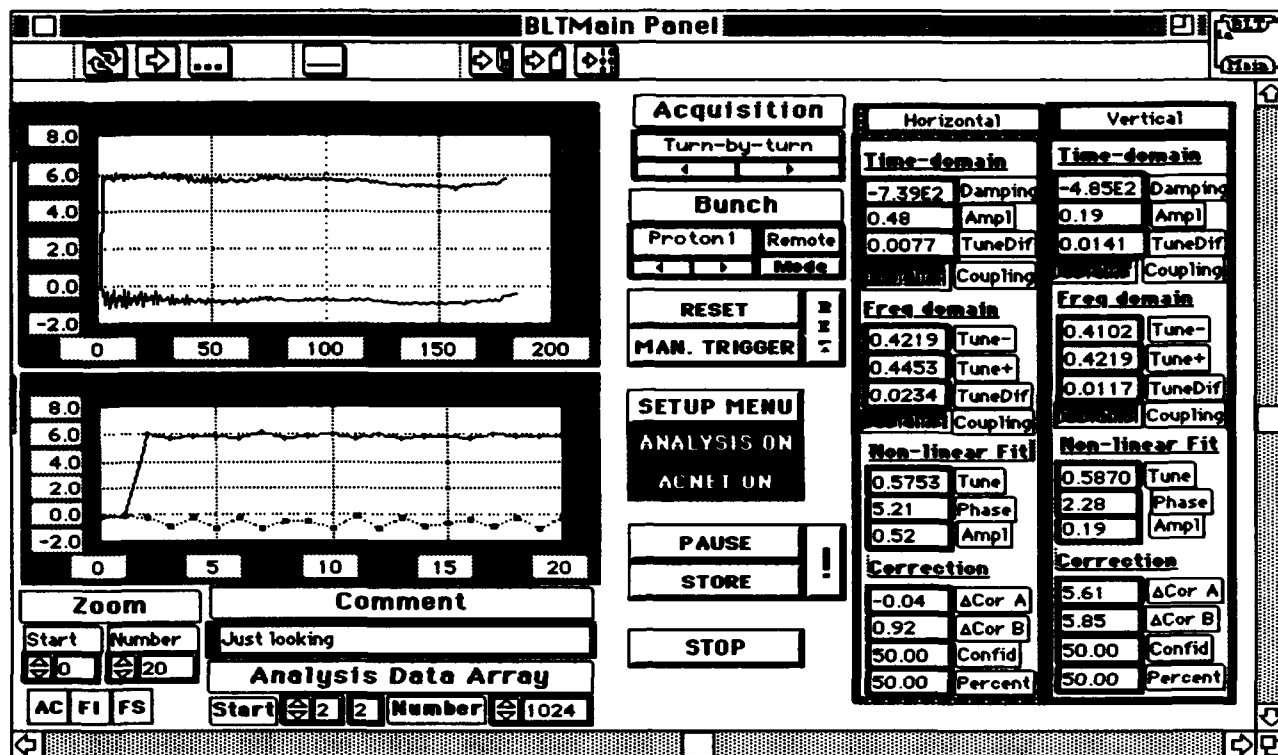 BLTMain Panel
BLT
Main
8.0
6.0
4.0
2.0
0.0
-2.0
0 50 100 150 200
8.0
6.0
4.0
2.0
0.0
-2.0
0 5 10 15 20
Zoom
Start Number
0 20
AC FI FS
Comment
Just looking
Analysis Data Array
Start 2 2 Number 1024
Acquisition
Turn-by-turn
Bunch
Proton1 Remote
Mode
RESET
MAN. TRIGGER
SETUP MENU
ANALYSIS ON
ACNET ON
PAUSE
STORE
!
STOP
Horizontal
Time-domain
-7.39E2 Damping
0.48 Ampl
0.0077 TuneDif
Coupling
Freq domain
0.4219 Tune-
0.4453 Tune+
0.0234 TuneDif
Coupling
Non-linear Fit
0.5753 Tune
5.21 Phase
0.52 Ampl
Correction
-0.04 ΔCor A
0.92 ΔCor B
50.00 Confid
50.00 Percent
Vertical
Time-domain
-4.85E2 Damping
0.19 Ampl
0.0141 TuneDif
Coupling
Freq domain
0.4102 Tune-
0.4219 Tune+
0.0117 TuneDif
Coupling
Non-linear Fit
0.5870 Tune
2.28 Phase
0.19 Ampl
Correction
5.61 ΔCor A
5.85 ΔCor B
50.00 Confid
50.00 Percent